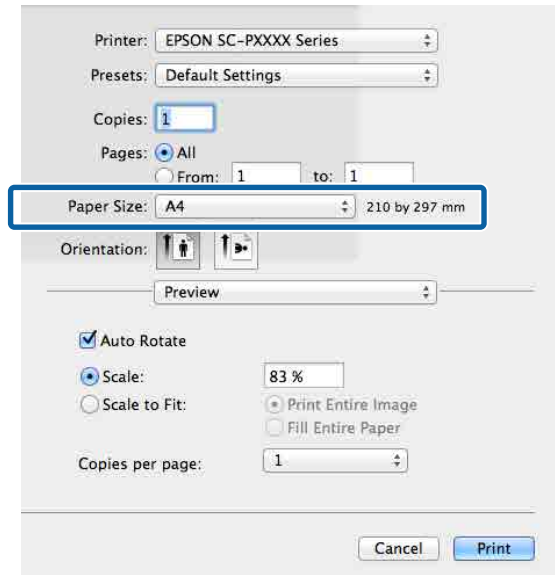 Printer: EPSON SC-PXXXX Series
Presets: Default Settings
Copies: 1
Pages: All
From: 1 to: 1
Paper Size: A4 210 by 297 mm
Orientation:
Preview
Auto Rotate
Scale: 83 %
Scale to Fit: Print Entire Image
Fill Entire Paper
Copies per page: 1
Cancel Print